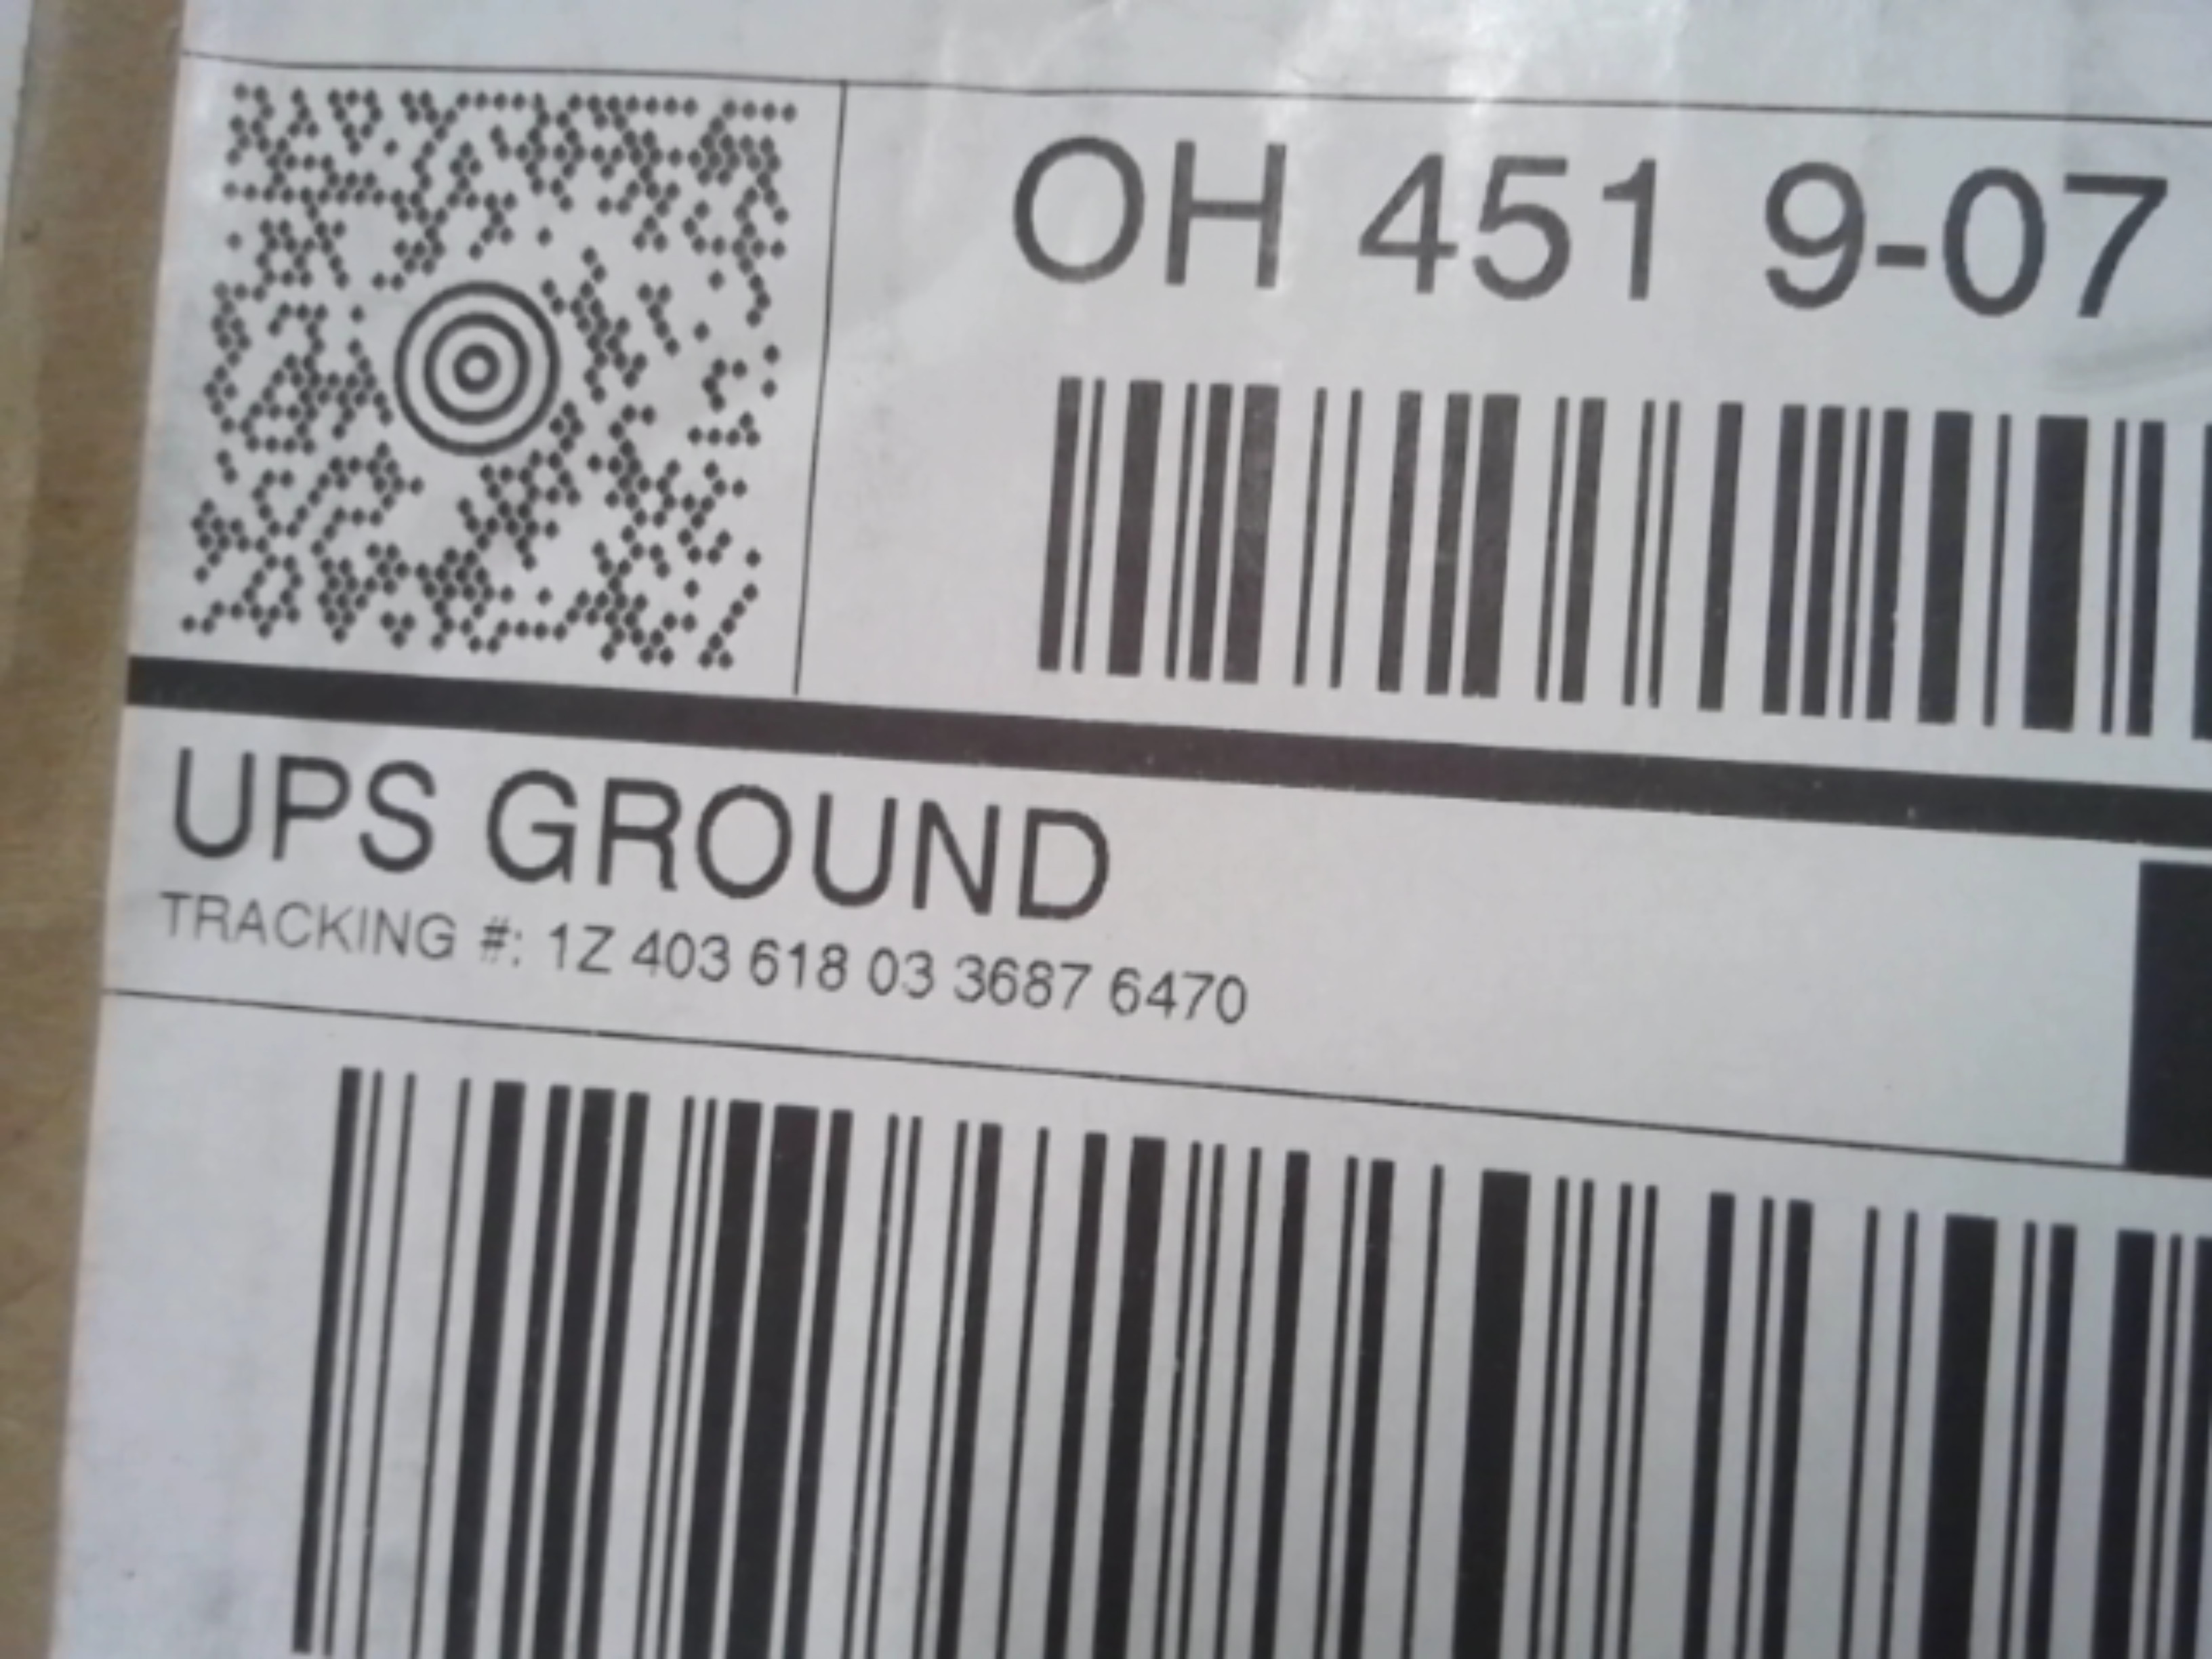 OH 451 9-07
UPS GROUND
TRACKING #: 1Z 403 618 03 3687 6470